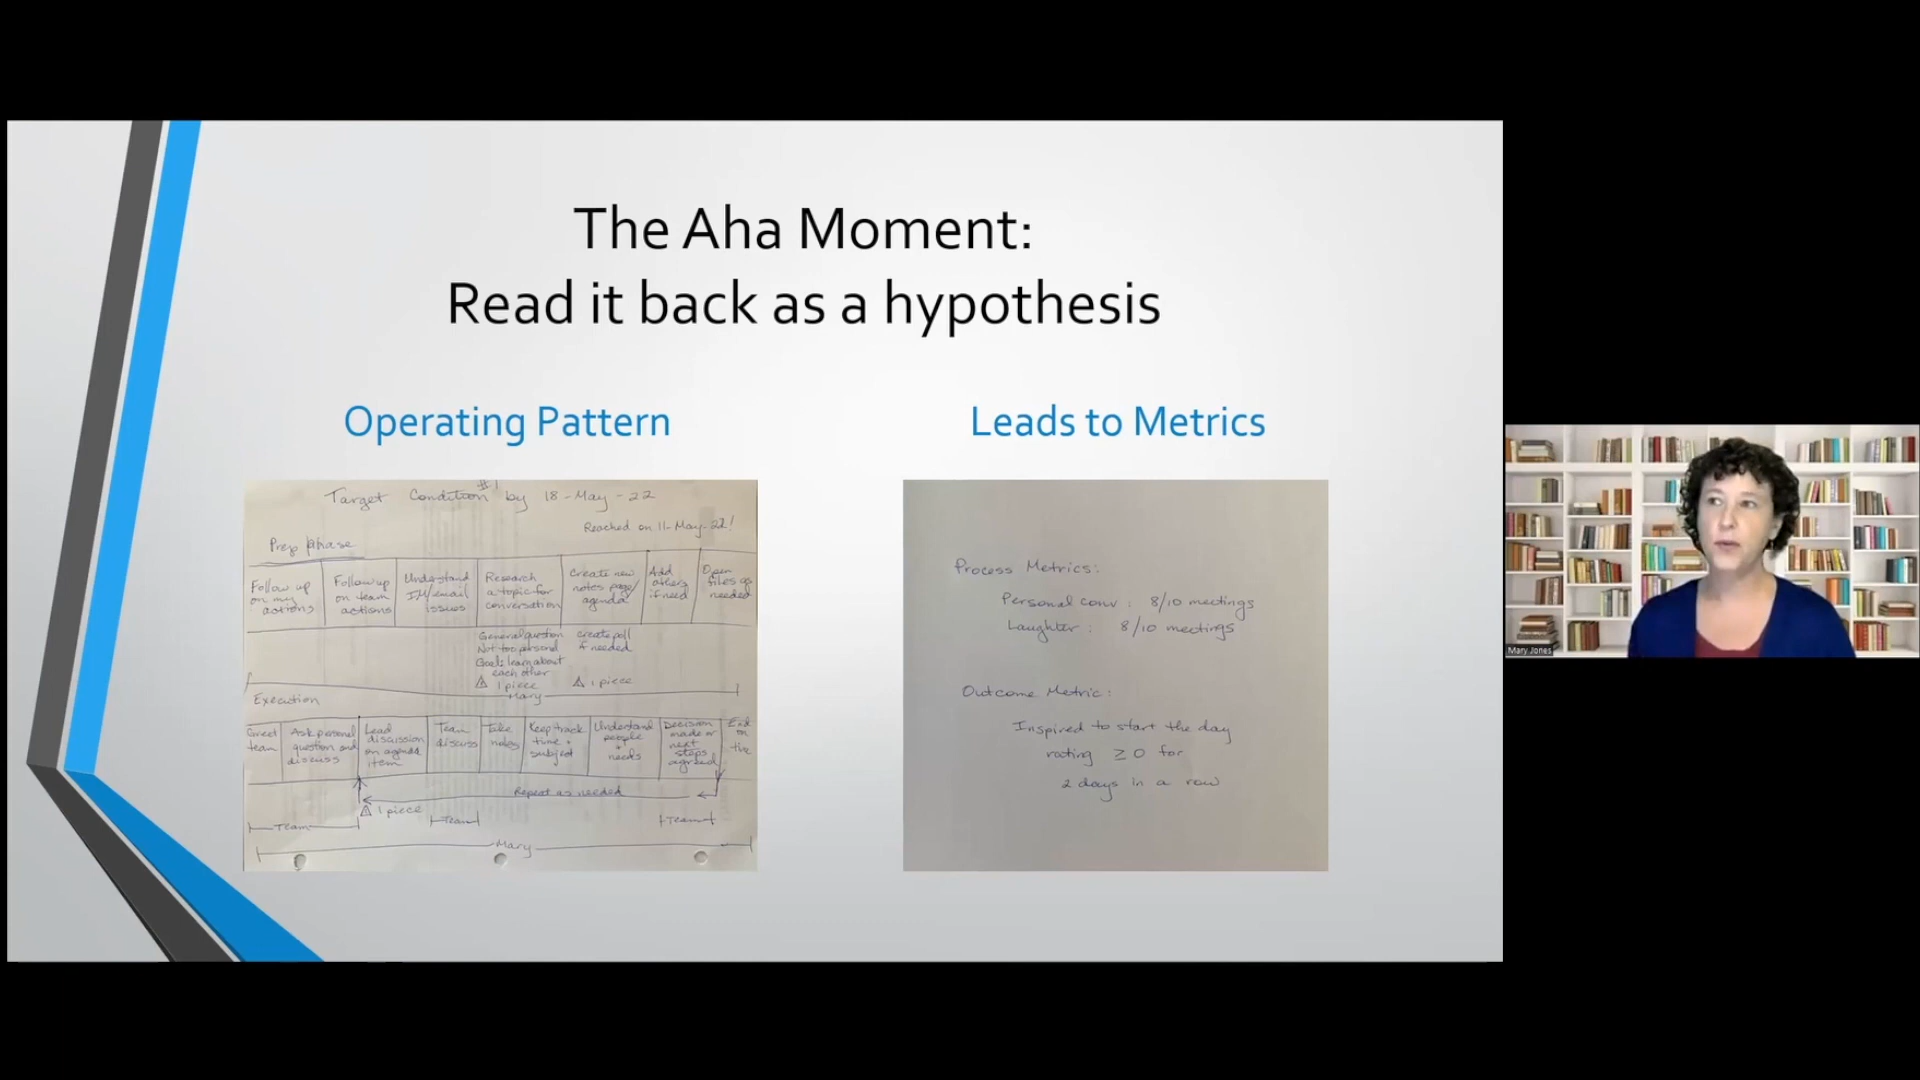 The Aha Moment:
Read it back as a hypothesis
Operating Pattern
Target Condition #1 by 18-May-22
Reached on 11-May-22!
Prep phase
Follow up
on my
actions
Follow up
on team
actions
Understand
IM/email
issues
Research
a topic for
conversation
Create new
notes page/
agenda
Add
others
if need
Open
files as
needed
General question
Not too personal
Goal: learn about
each other
1 piece
create poll
if needed
1 piece
Mary
Execution
Greet
team
Ask personal
question and
discuss
Lead
discussion
on agenda
item
Team
discuss
Take
notes
Keep track
time +
subject
Understand
people
+
needs
Decision
made or
next
steps
agreed
End
on
time
Repeat as needed
1 piece
Team
Team
Team
Mary
Leads to Metrics
Process Metrics:
Personal conv: 8/10 meetings
Laughter: 8/10 meetings
Outcome Metric:
Inspired to start the day
rating ≥ 0 for
2 days in a row
Mary Jones